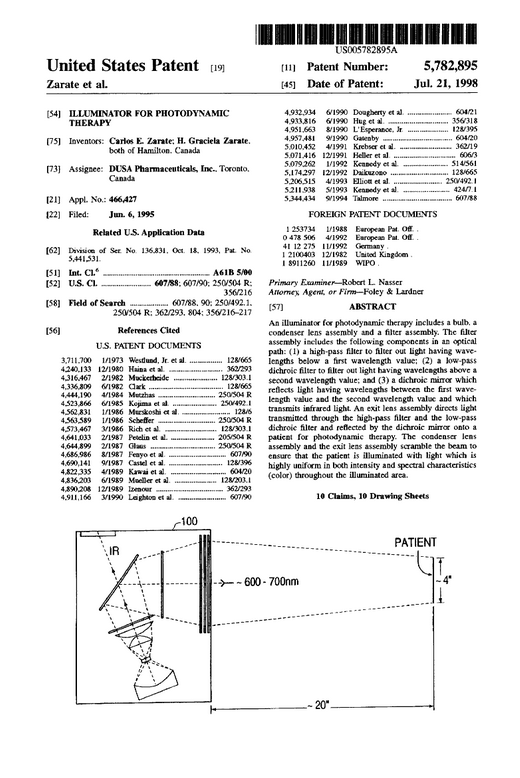 US005782895A
United States Patent [19]
Zarate et al.
[11] Patent Number: 5,782,895
[45] Date of Patent: Jul. 21, 1998
[54] ILLUMINATOR FOR PHOTODYNAMIC
THERAPY
[75] Inventors: Carlos E. Zarate; H. Graciela Zarate,
both of Hamilton, Canada
[73] Assignee: DUSA Pharmaceuticals, Inc., Toronto,
Canada
[21] Appl. No.: 466,427
[22] Filed: Jun. 6, 1995
Related U.S. Application Data
[62] Division of Ser. No. 136,831, Oct. 18, 1993, Pat. No.
5,441,531.
[51] Int. Cl.6 ........ A61B 5/00
[52] U.S. Cl. ........ 607/88; 607/90; 250/504 R;
356/216
[58] Field of Search ........ 607/88, 90; 250/492.1,
250/504 R; 362/293, 804; 356/216-217
[56] References Cited
U.S. PATENT DOCUMENTS
3,711,700 1/1973 Westlund, Jr. et al. ........ 128/665
4,240,133 12/1980 Haina et al. ........ 362/293
4,316,467 2/1982 Muckerheide ........ 128/303.1
4,336,809 6/1982 Clark ........ 128/665
4,444,190 4/1984 Mutzhas ........ 250/504 R
4,523,866 6/1985 Kojima et al. ........ 250/492.1
4,562,831 1/1986 Murakoshi et al. ........ 128/6
4,563,589 1/1986 Scheffer ........ 250/504 R
4,573,467 3/1986 Rich et al. ........ 128/303.1
4,641,033 2/1987 Petelin et al. ........ 205/504 R
4,644,899 2/1987 Glaus ........ 250/504 R
4,686,986 8/1987 Fenyo et al. ........ 607/90
4,690,141 9/1987 Castel et al. ........ 128/396
4,822,335 4/1989 Kawai et al. ........ 604/20
4,836,203 6/1989 Mueller et al. ........ 128/203.1
4,890,208 12/1989 Izenour ........ 362/293
4,911,166 3/1990 Leighton et al. ........ 607/90
4,932,934 6/1990 Dougherty et al. ........ 604/21
4,933,816 6/1990 Hug et al. ........ 356/318
4,951,663 8/1990 L'Esperance, Jr. ........ 128/395
4,957,481 9/1990 Gatenby ........ 604/20
5,010,452 4/1991 Krebser et al. ........ 362/19
5,071,416 12/1991 Heller et al. ........ 606/3
5,079,262 1/1992 Kennedy et al. ........ 514/561
5,174,297 12/1992 Daikuzono ........ 128/665
5,206,515 4/1993 Elliott et al. ........ 250/492.1
5,211,938 5/1993 Kennedy et al. ........ 424/7.1
5,344,434 9/1994 Talmore ........ 607/88
FOREIGN PATENT DOCUMENTS
1 253734 1/1988 European Pat. Off. .
0 478 506 4/1992 European Pat. Off. .
41 12 275 11/1992 Germany .
1 2100403 12/1982 United Kingdom .
1 8911260 11/1989 WIPO .
Primary Examiner—Robert L. Nasser
Attorney, Agent, or Firm—Foley & Lardner
[57] ABSTRACT
An illuminator for photodynamic therapy includes a bulb, a
condenser lens assembly and a filter assembly. The filter
assembly includes the following components in an optical
path: (1) a high-pass filter to filter out light having wave-
lengths below a first wavelength value; (2) a low-pass
dichroic filter to filter out light having wavelengths above a
second wavelength value; and (3) a dichroic mirror which
reflects light having wavelengths between the first wave-
length value and the second wavelength value and which
transmits infrared light. An exit lens assembly directs light
transmitted through the high-pass filter and the low-pass
dichroic filter and reflected by the dichroic mirror onto a
patient for photodynamic therapy. The condenser lens
assembly and the exit lens assembly scramble the beam to
ensure that the patient is illuminated with light which is
highly uniform in both intensity and spectral characteristics
(color) throughout the illuminated area.
10 Claims, 10 Drawing Sheets
100
IR
~ 600 - 700nm
PATIENT
~4"
~ 20"